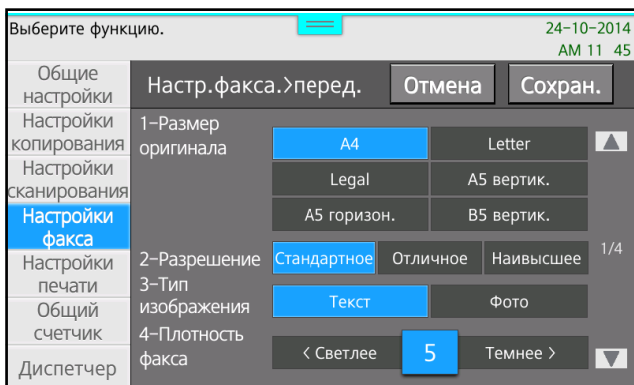 Выберите функцию.
24-10-2014
AM 11 45
Общие
настройки
Настройки
копирования
Настройки
сканирования
Настройки
факса
Настройки
печати
Общий
счетчик
Диспетчер
Настр.факса.>перед.
Отмена
Сохран.
1-Размер
оригинала
A4
Letter
Legal
A5 вертик.
A5 горизон.
B5 вертик.
1/4
2-Разрешение
Стандартное
Отличное
Наивысшее
3-Тип
изображения
Текст
Фото
4-Плотность
факса
< Светлее
5
Темнее >